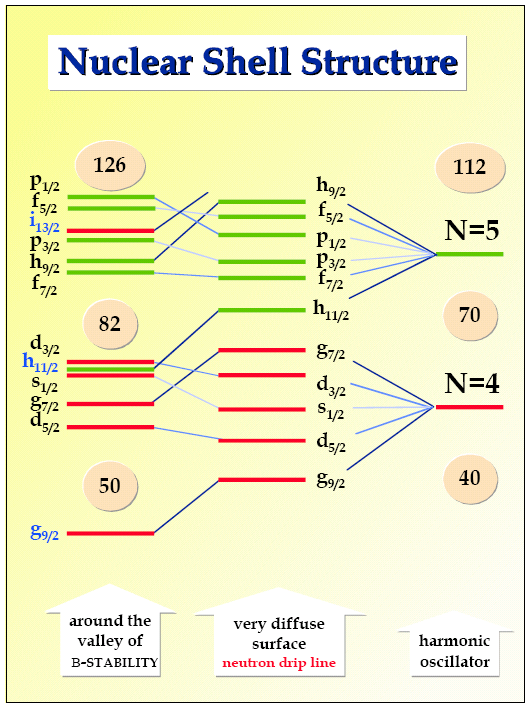 Nuclear Shell Structure
126
112
p1/2
f5/2
i13/2
p3/2
h9/2
f7/2
h9/2
f5/2
p1/2
p3/2
f7/2
h11/2
N=5
82
70
d3/2
h11/2
s1/2
g7/2
d5/2
g7/2
d3/2
s1/2
d5/2
g9/2
N=4
50
40
g9/2
around the
valley of
B-STABILITY
very diffuse
surface
neutron drip line
harmonic
oscillator